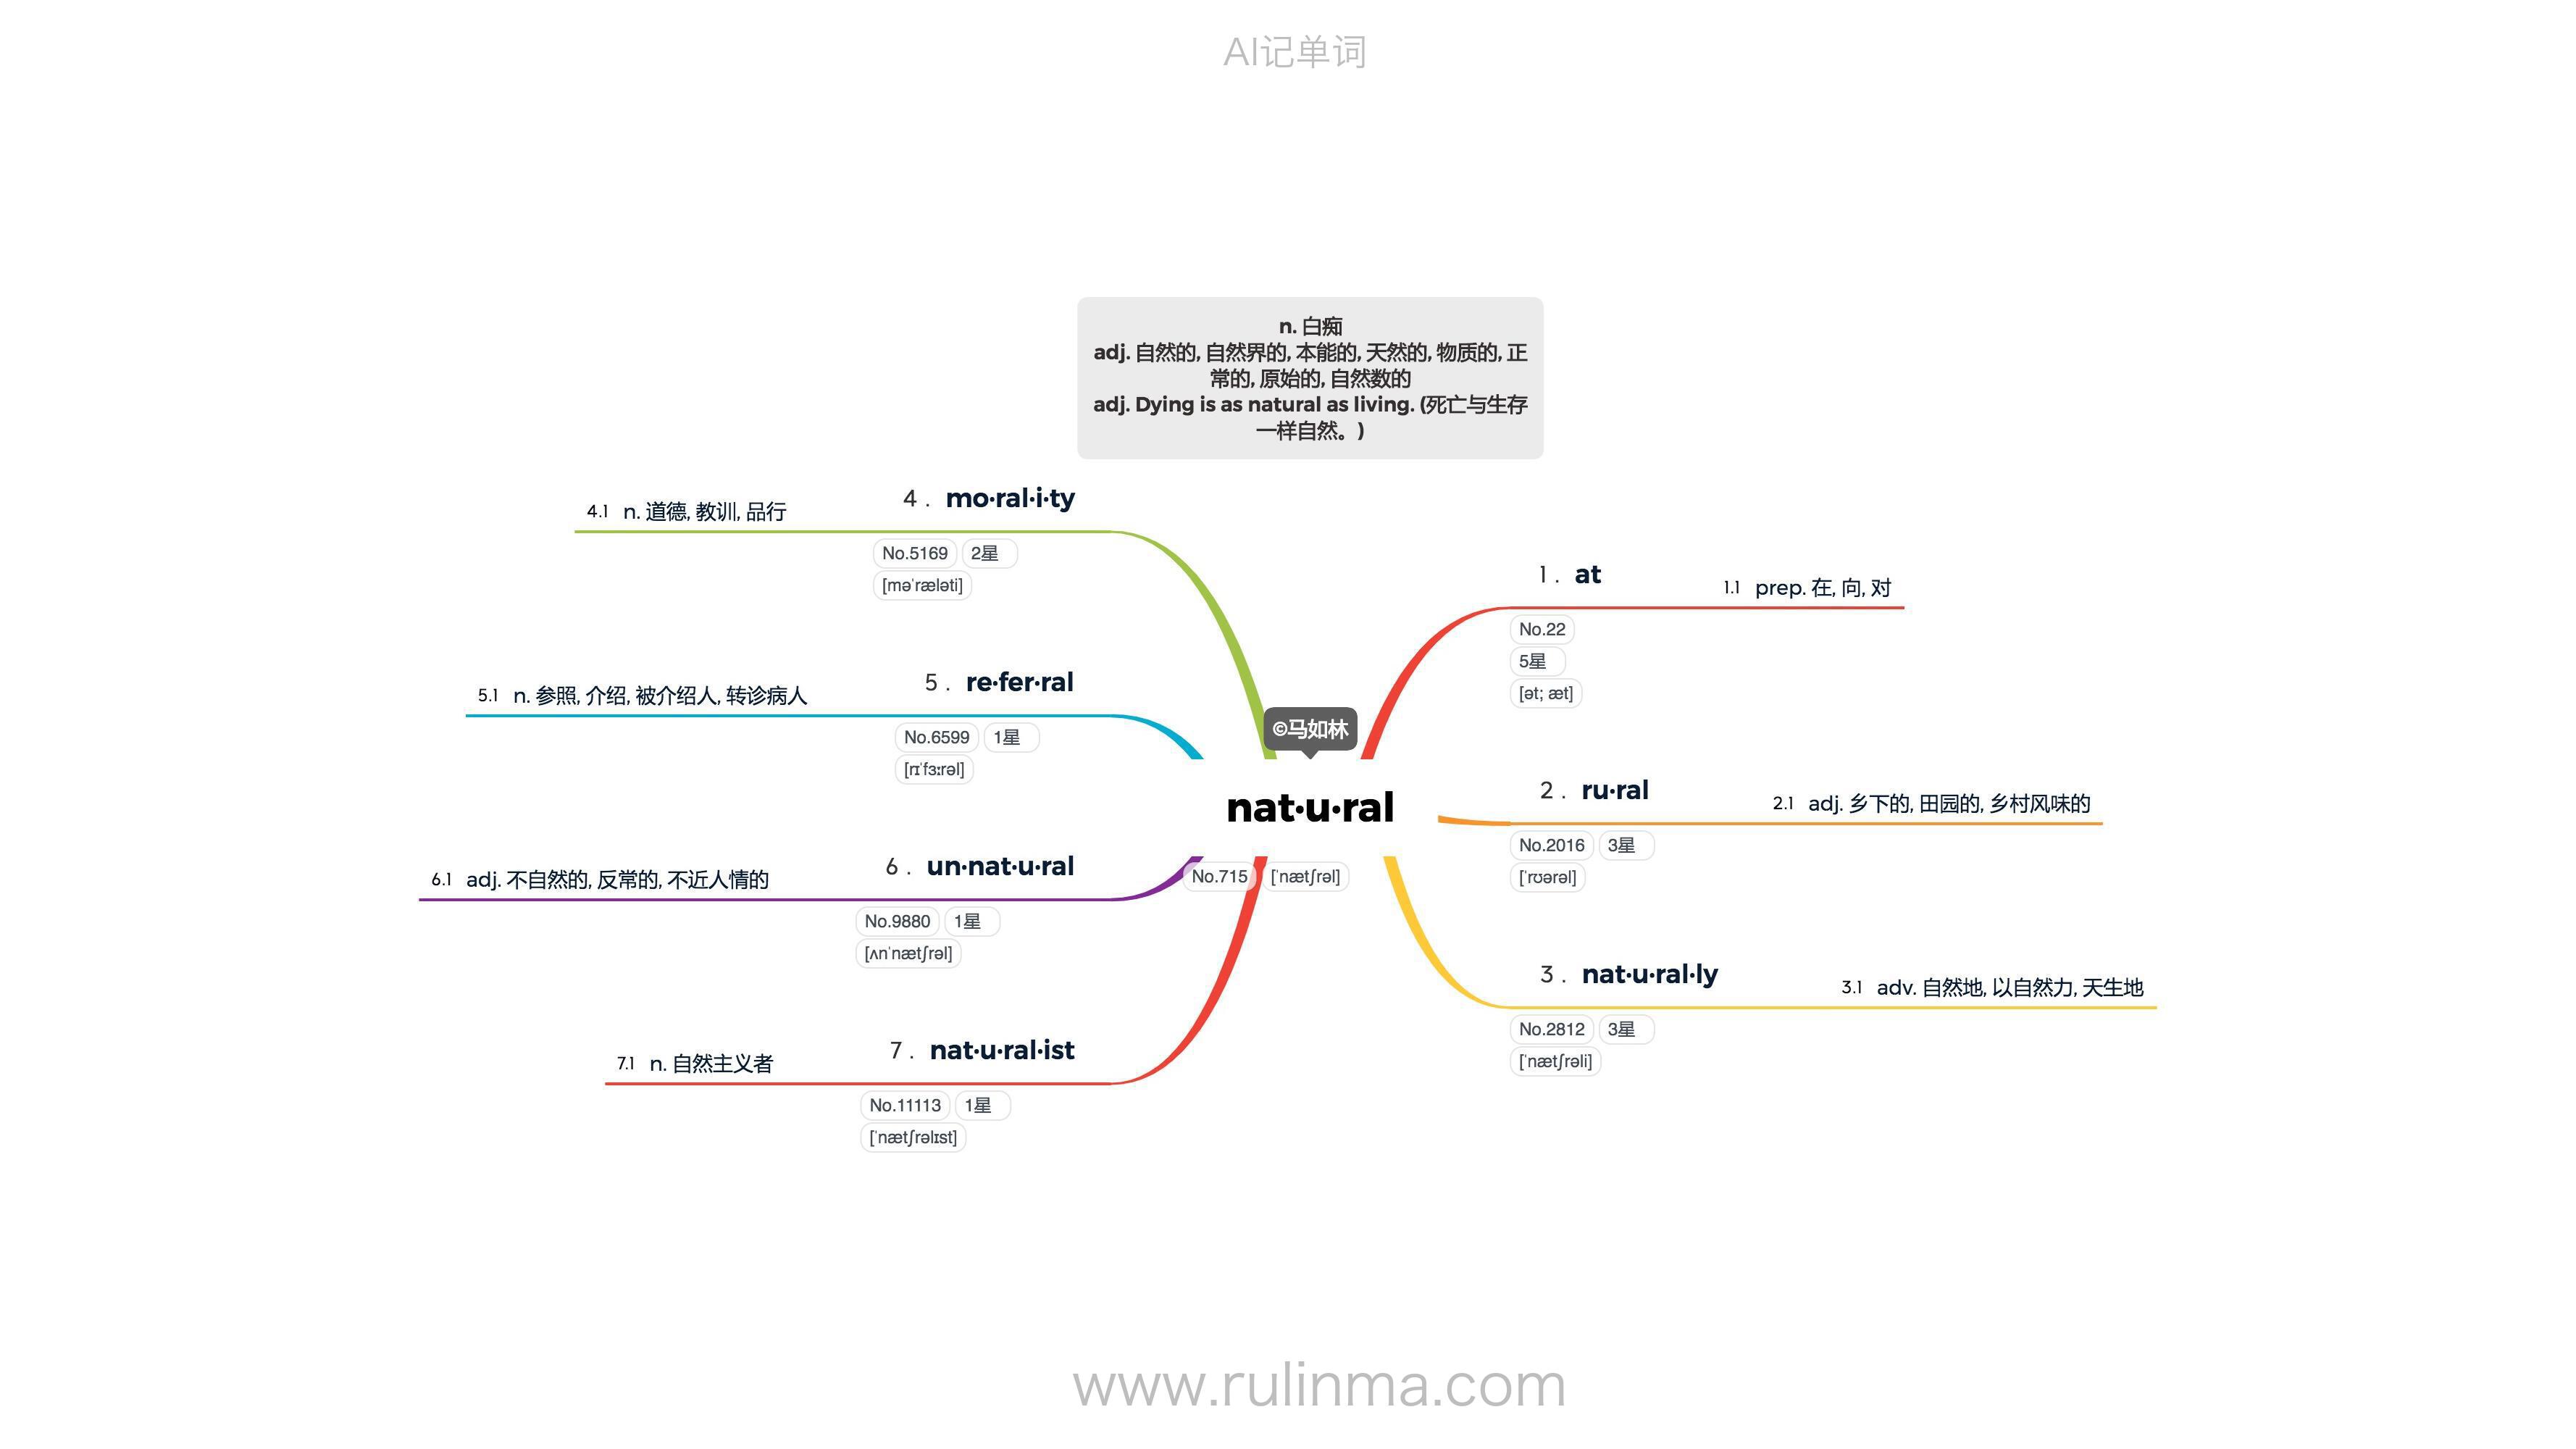 AI记单词
n. 白痴
adj. 自然的, 自然界的, 本能的, 天然的, 物质的, 正
常的, 原始的, 自然数的
adj. Dying is as natural as living. (死亡与生存
一样自然。)
©马如林
nat·u·ral
No.715 [ˈnætʃrəl]
1 . at
1.1 prep. 在, 向, 对
No.22
5星
[ət; æt]
2 . ru·ral
2.1 adj. 乡下的, 田园的, 乡村风味的
No.2016 3星
[ˈrʊərəl]
3 . nat·u·ral·ly
3.1 adv. 自然地, 以自然力, 天生地
No.2812 3星
[ˈnætʃrəli]
4 . mo·ral·i·ty
4.1 n. 道德, 教训, 品行
No.5169 2星
[məˈræləti]
5 . re·fer·ral
5.1 n. 参照, 介绍, 被介绍人, 转诊病人
No.6599 1星
[rɪˈfɜːrəl]
6 . un·nat·u·ral
6.1 adj. 不自然的, 反常的, 不近人情的
No.9880 1星
[ʌnˈnætʃrəl]
7 . nat·u·ral·ist
7.1 n. 自然主义者
No.11113 1星
[ˈnætʃrəlɪst]
www.rulinma.com